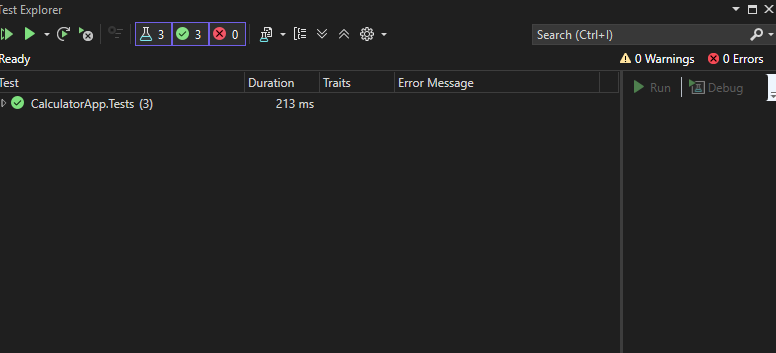 Test Explorer
3 3 0
Search (Ctrl+I)
Ready
0 Warnings 0 Errors
Test Duration Traits Error Message
CalculatorApp.Tests (3) 213 ms
Run Debug